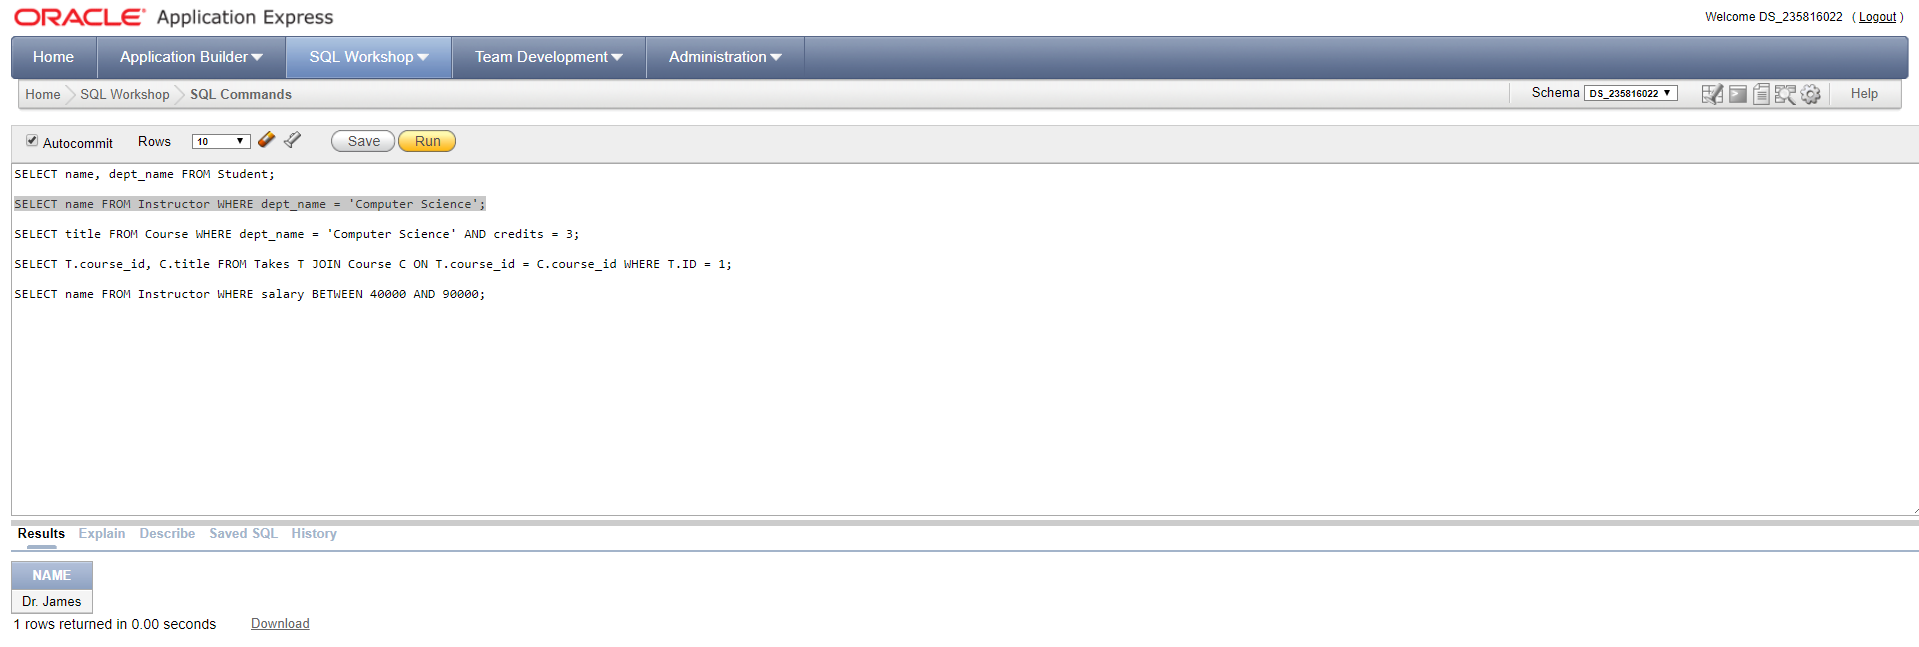 ORACLE® Application Express
Welcome DS_235816022 ( Logout )
Home Application Builder SQL Workshop Team Development Administration
Home SQL Workshop SQL Commands Schema DS_235816022 Help
Autocommit Rows 10 Save Run
SELECT name, dept_name FROM Student;
SELECT name FROM Instructor WHERE dept_name = 'Computer Science';
SELECT title FROM Course WHERE dept_name = 'Computer Science' AND credits = 3;
SELECT T.course_id, C.title FROM Takes T JOIN Course C ON T.course_id = C.course_id WHERE T.ID = 1;
SELECT name FROM Instructor WHERE salary BETWEEN 40000 AND 90000;
Results Explain Describe Saved SQL History
NAME
Dr. James
1 rows returned in 0.00 seconds Download